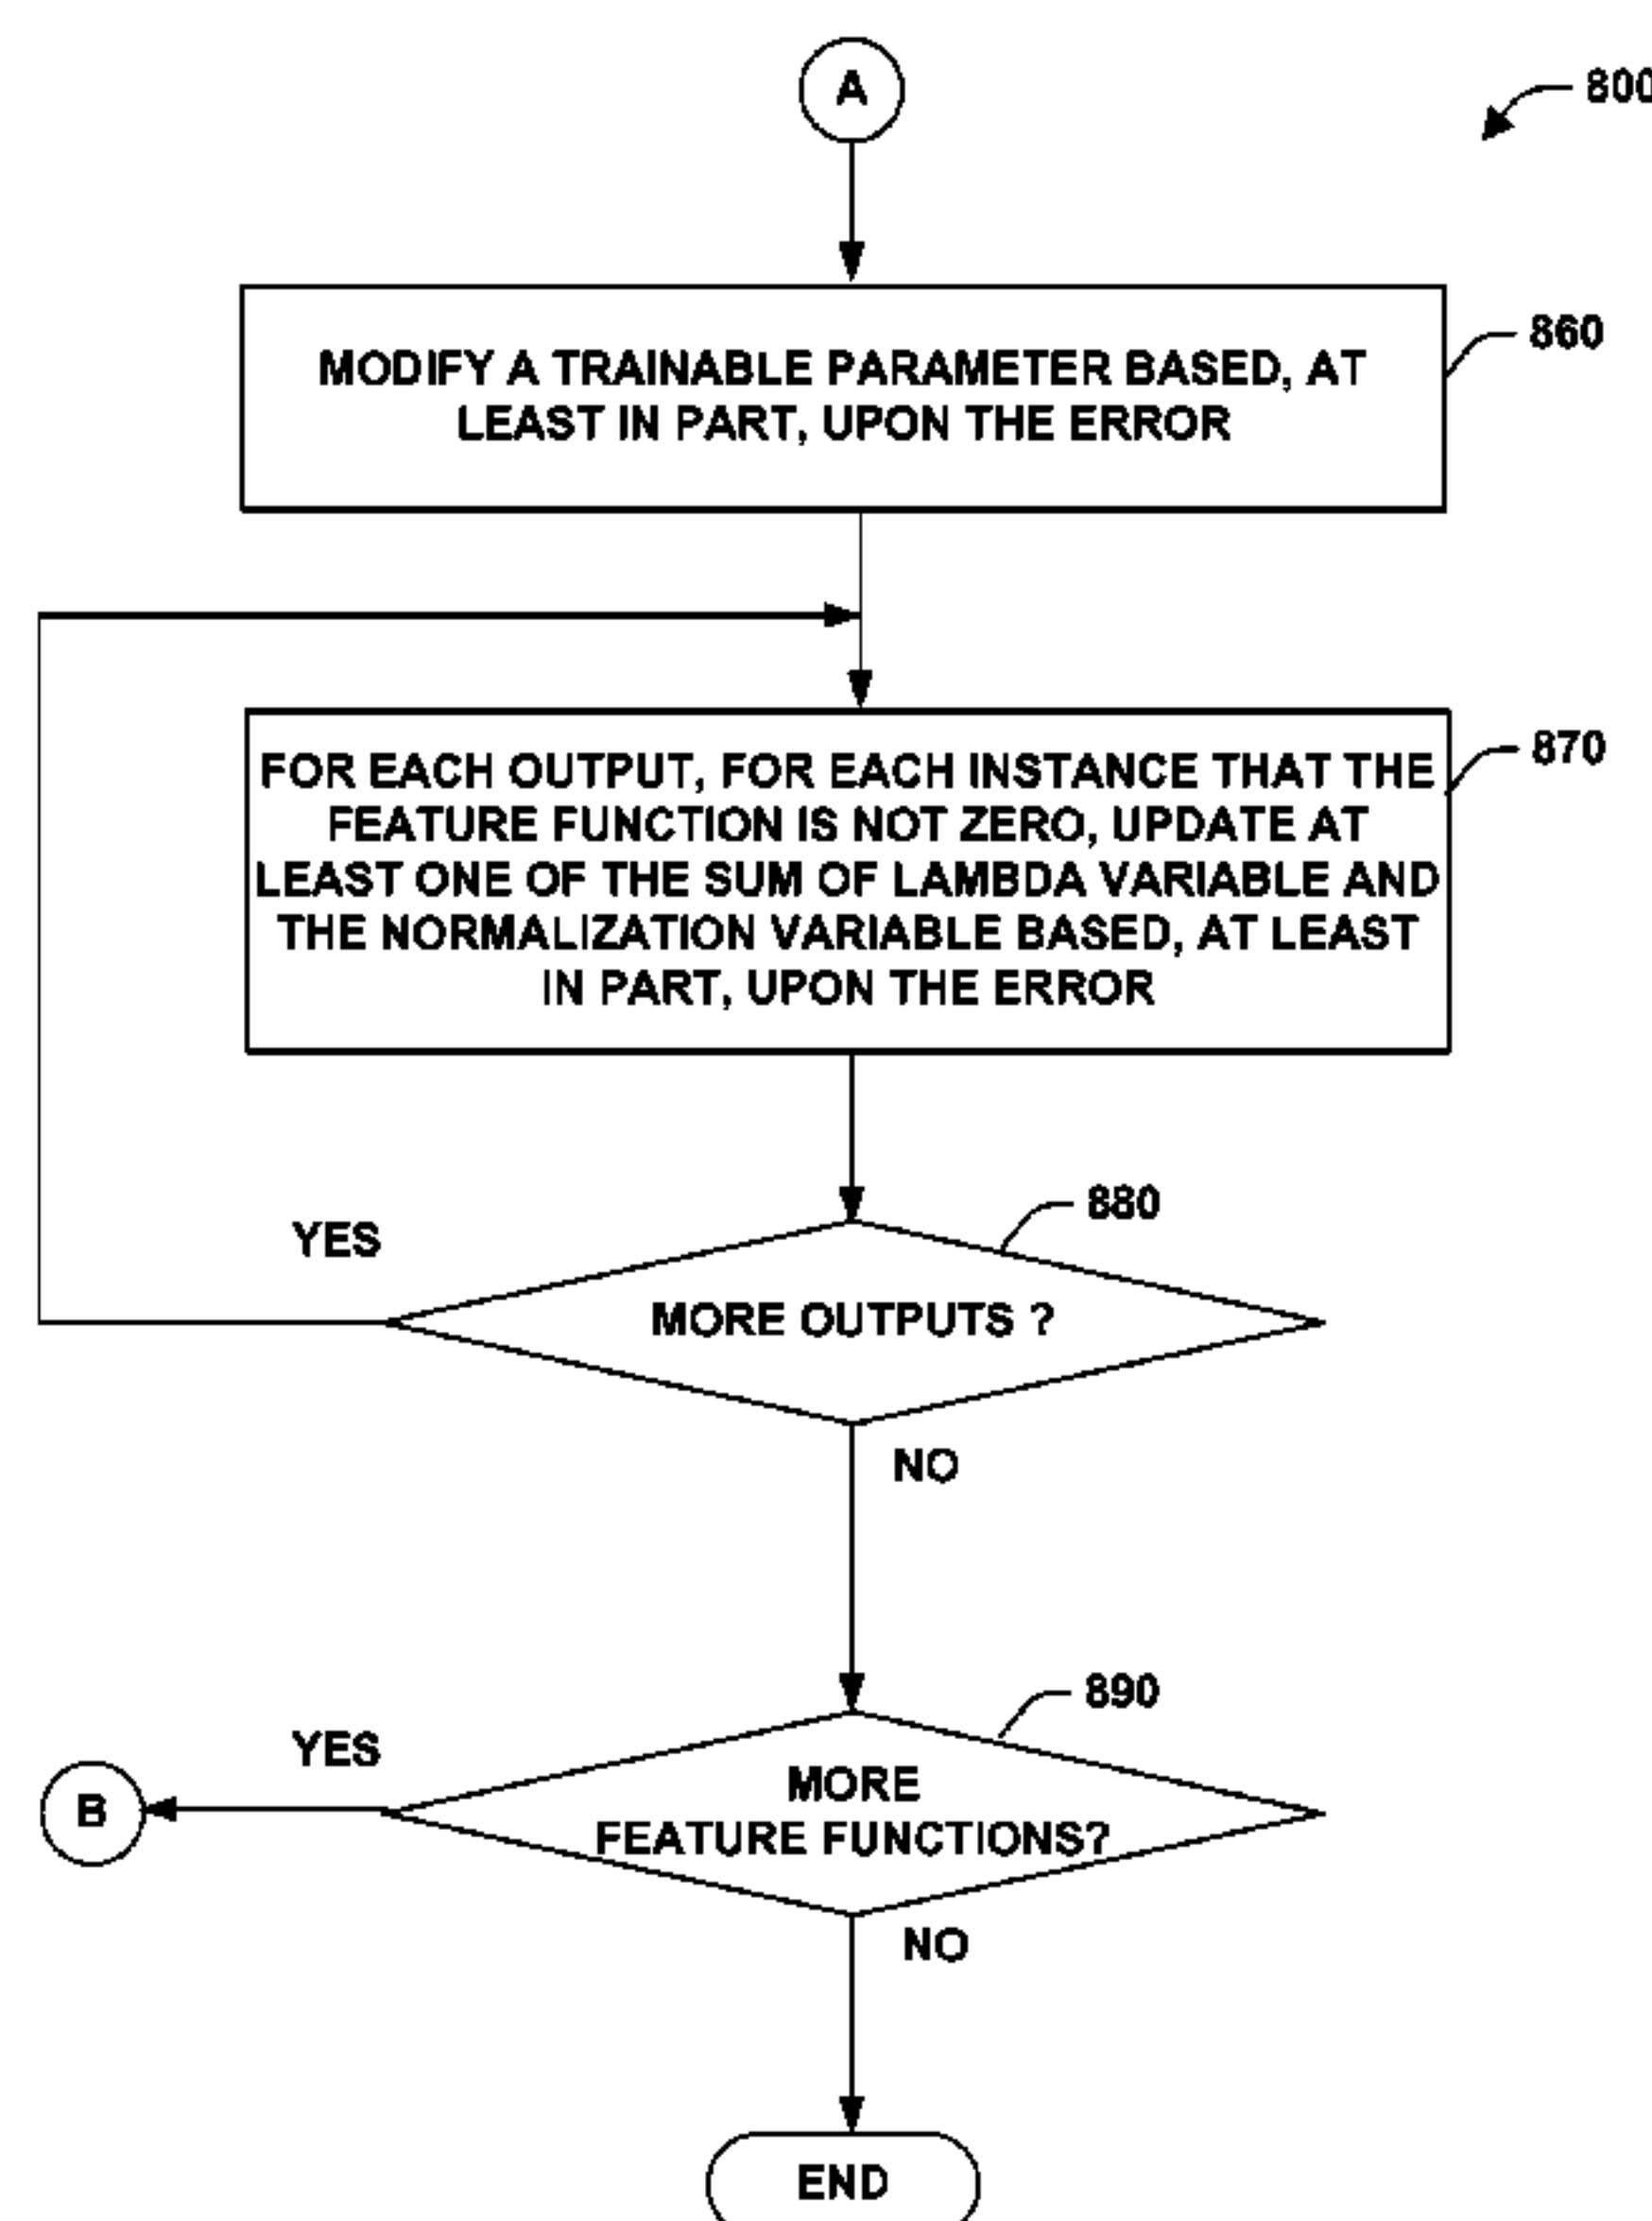 A
800
MODIFY A TRAINABLE PARAMETER BASED, AT
LEAST IN PART, UPON THE ERROR
860
FOR EACH OUTPUT, FOR EACH INSTANCE THAT THE
FEATURE FUNCTION IS NOT ZERO, UPDATE AT
LEAST ONE OF THE SUM OF LAMBDA VARIABLE AND
THE NORMALIZATION VARIABLE BASED, AT LEAST
IN PART, UPON THE ERROR
870
880
YES
MORE OUTPUTS ?
NO
890
YES
MORE
FEATURE FUNCTIONS?
B
NO
END